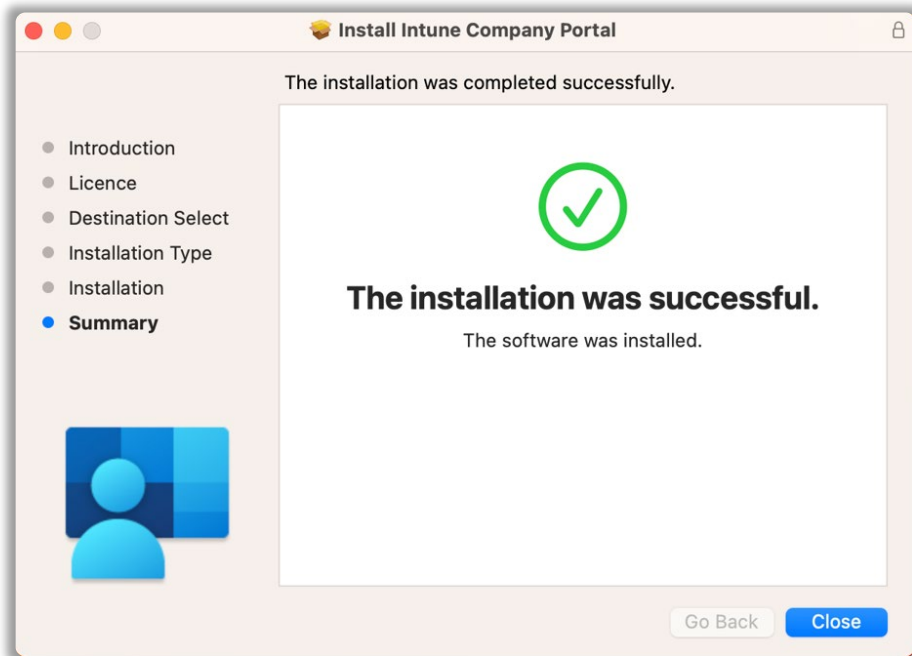 Install Intune Company Portal
The installation was completed successfully.
Introduction
Licence
Destination Select
Installation Type
Installation
Summary
The installation was successful.
The software was installed.
Go Back
Close